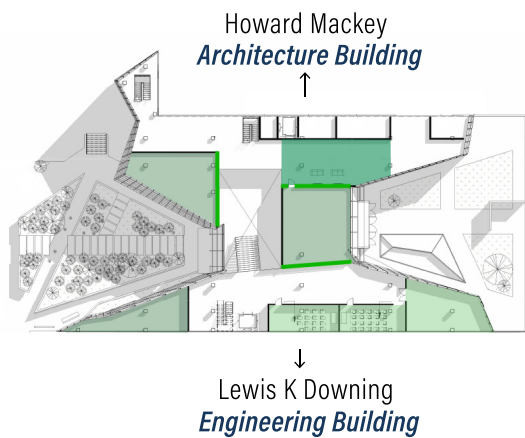 Howard Mackey
Architecture Building
Lewis K Downing
Engineering Building